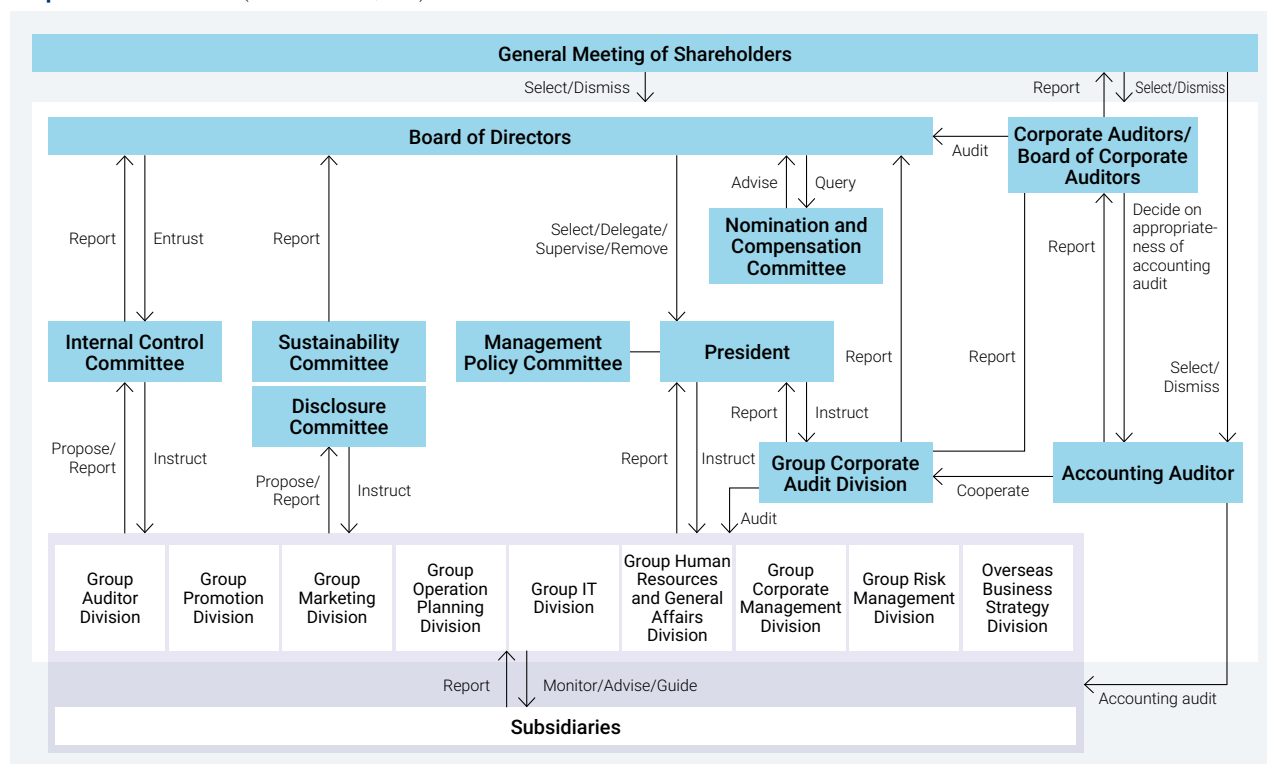 General Meeting of Shareholders
Select/Dismiss
Report
Select/Dismiss
Board of Directors
Audit
Corporate Auditors/
Board of Corporate
Auditors
Advise
Query
Report
Entrust
Report
Select/Delegate/
Supervise/Remove
Nomination and
Compensation
Committee
Report
Decide on
appropriate-
ness of
accounting
audit
Internal Control
Committee
Sustainability
Committee
Management
Policy Committee
President
Report
Report
Select/
Dismiss
Disclosure
Committee
Report
Instruct
Propose/
Report
Instruct
Propose/
Report
Instruct
Report
Instruct
Group Corporate
Audit Division
Cooperate
Accounting Auditor
Audit
Group
Auditor
Division
Group
Promotion
Division
Group
Marketing
Division
Group
Operation
Planning
Division
Group IT
Division
Group Human
Resources
and General
Affairs
Division
Group
Corporate
Management
Division
Group Risk
Management
Division
Overseas
Business
Strategy
Division
Report
Monitor/Advise/Guide
Accounting audit
Subsidiaries